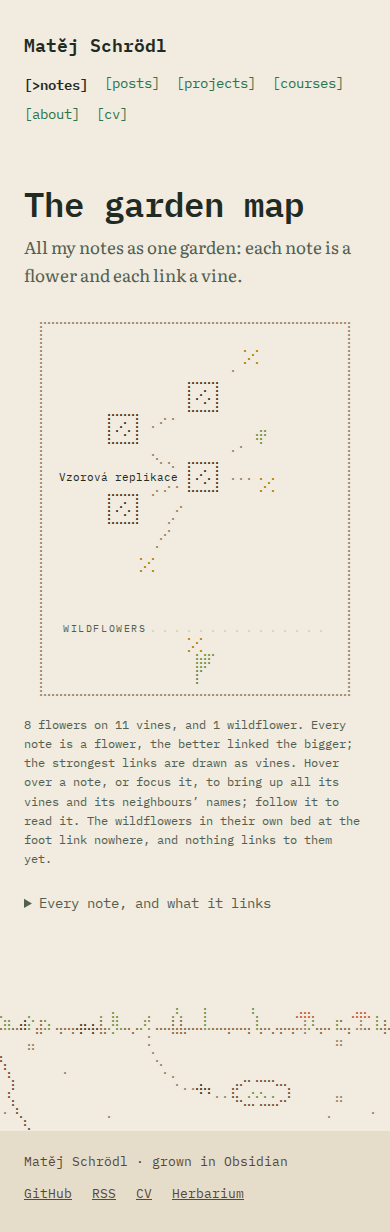 Matěj Schrödl
[>notes] [posts] [projects] [courses]
[about] [cv]
The garden map
All my notes as one garden: each note is a
flower and each link a vine.
Vzorová replikace
WILDFLOWERS
8 flowers on 11 vines, and 1 wildflower. Every
note is a flower, the better linked the bigger;
the strongest links are drawn as vines. Hover
over a note, or focus it, to bring up all its
vines and its neighbours’ names; follow it to
read it. The wildflowers in their own bed at the
foot link nowhere, and nothing links to them
yet.
▶ Every note, and what it links
Matěj Schrödl · grown in Obsidian
GitHub RSS CV Herbarium